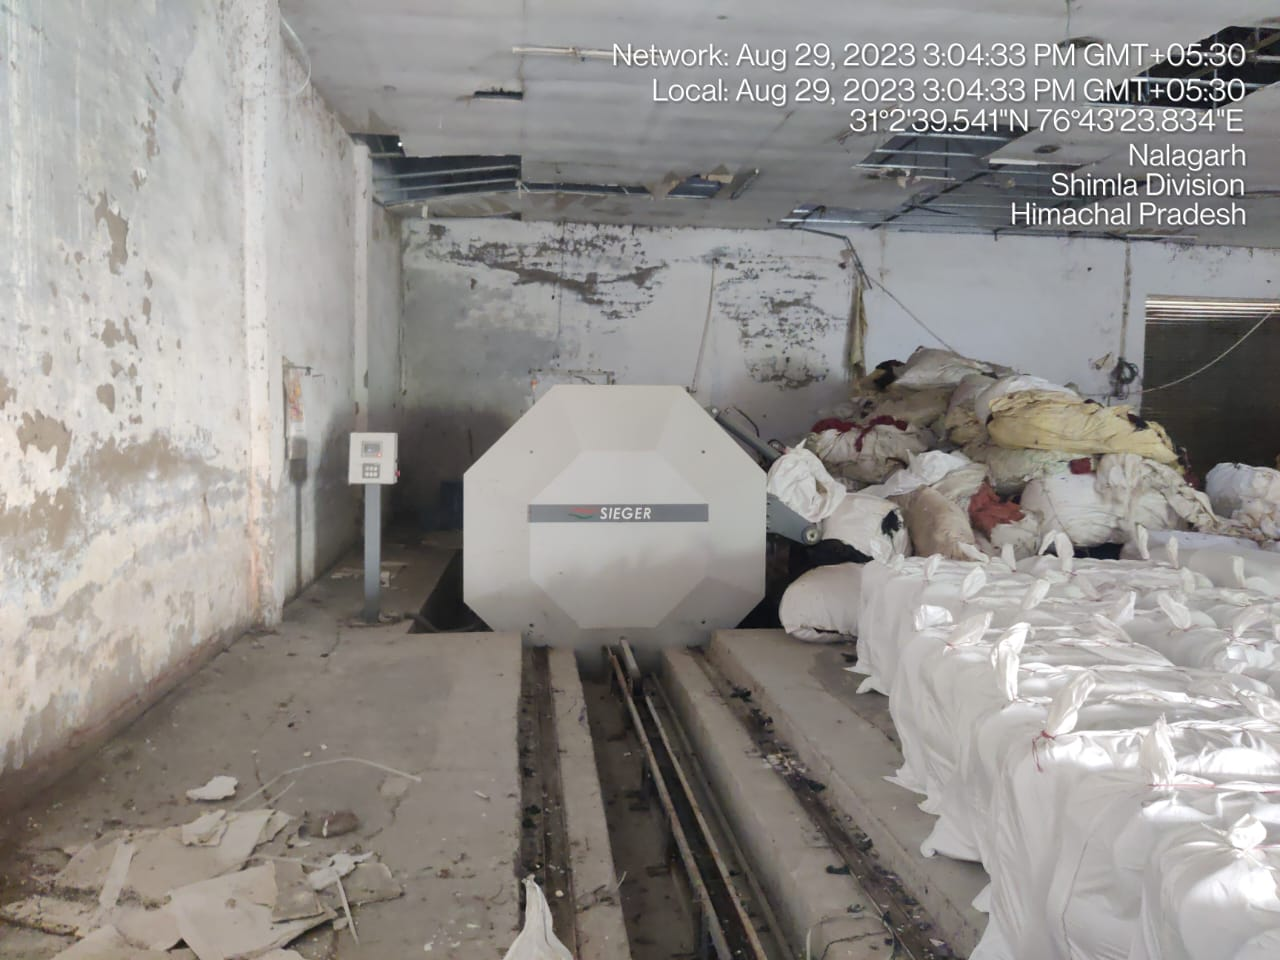 Network: Aug 29, 2023 3:04:33 PM GMT+05:30
Local: Aug 29, 2023 3:04:33 PM GMT+05:30
31°2'39.541"N 76°43'23.834"E
Nalagarh
Shimla Division
Himachal Pradesh
SIEGER